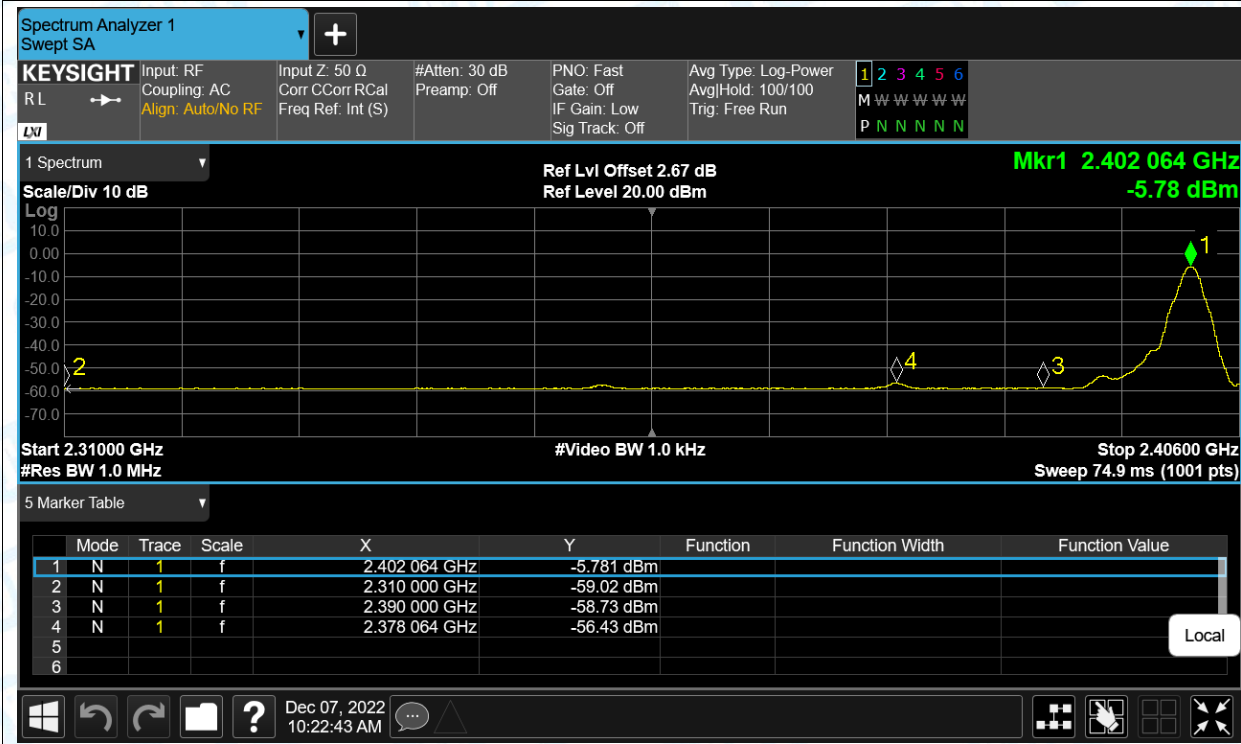 Spectrum Analyzer 1
Swept SA
+
KEYSIGHT
R L
LXI
Input: RF
Coupling: AC
Align: Auto/No RF
Input Z: 50 Ω
Corr CCorr RCal
Freq Ref: Int (S)
#Atten: 30 dB
Preamp: Off
PNO: Fast
Gate: Off
IF Gain: Low
Sig Track: Off
Avg Type: Log-Power
Avg|Hold: 100/100
Trig: Free Run
1 2 3 4 5 6
M W W W W W
P N N N N N
1 Spectrum
Scale/Div 10 dB
Ref Lvl Offset 2.67 dB
Ref Level 20.00 dBm
Mkr1 2.402 064 GHz
-5.78 dBm
Log
10.0
0.00
-10.0
-20.0
-30.0
-40.0
-50.0
-60.0
-70.0
1
2
4
3
Start 2.31000 GHz
#Video BW 1.0 kHz
Stop 2.40600 GHz
#Res BW 1.0 MHz
Sweep 74.9 ms (1001 pts)
5 Marker Table
Mode Trace Scale X Y Function Function Width Function Value
1 N 1 f 2.402 064 GHz -5.781 dBm
2 N 1 f 2.310 000 GHz -59.02 dBm
3 N 1 f 2.390 000 GHz -58.73 dBm
4 N 1 f 2.378 064 GHz -56.43 dBm
5
6
Local
?
Dec 07, 2022
10:22:43 AM